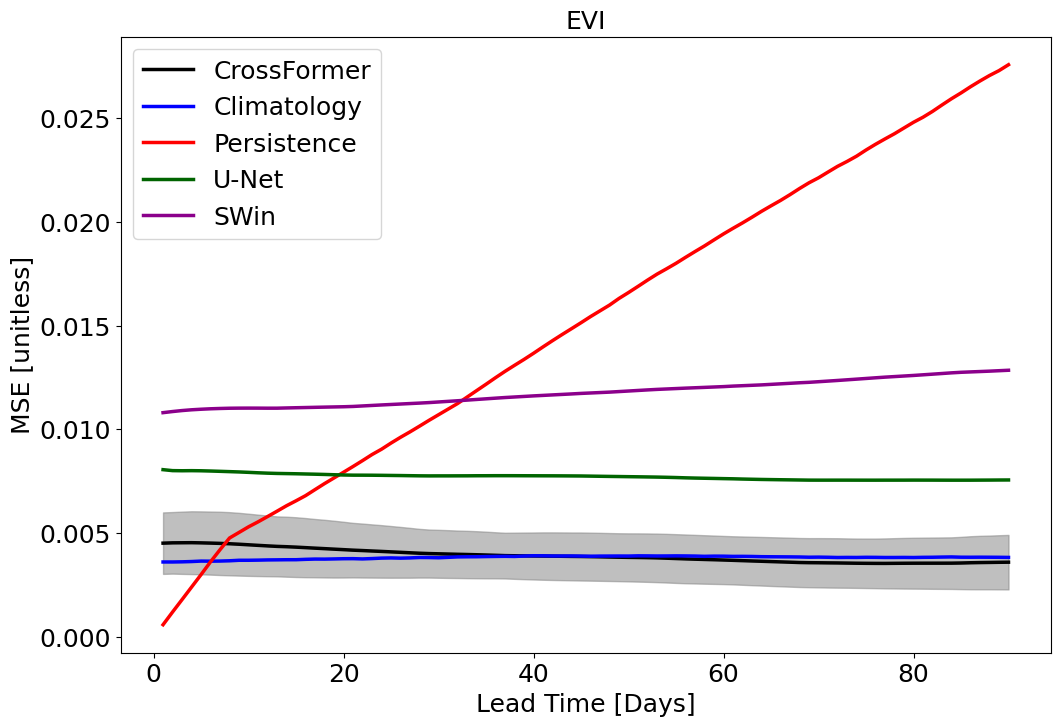 EVI
CrossFormer
Climatology
Persistence
U-Net
SWin
MSE [unitless]
0.025
0.020
0.015
0.010
0.005
0.000
0 20 40 60 80
Lead Time [Days]